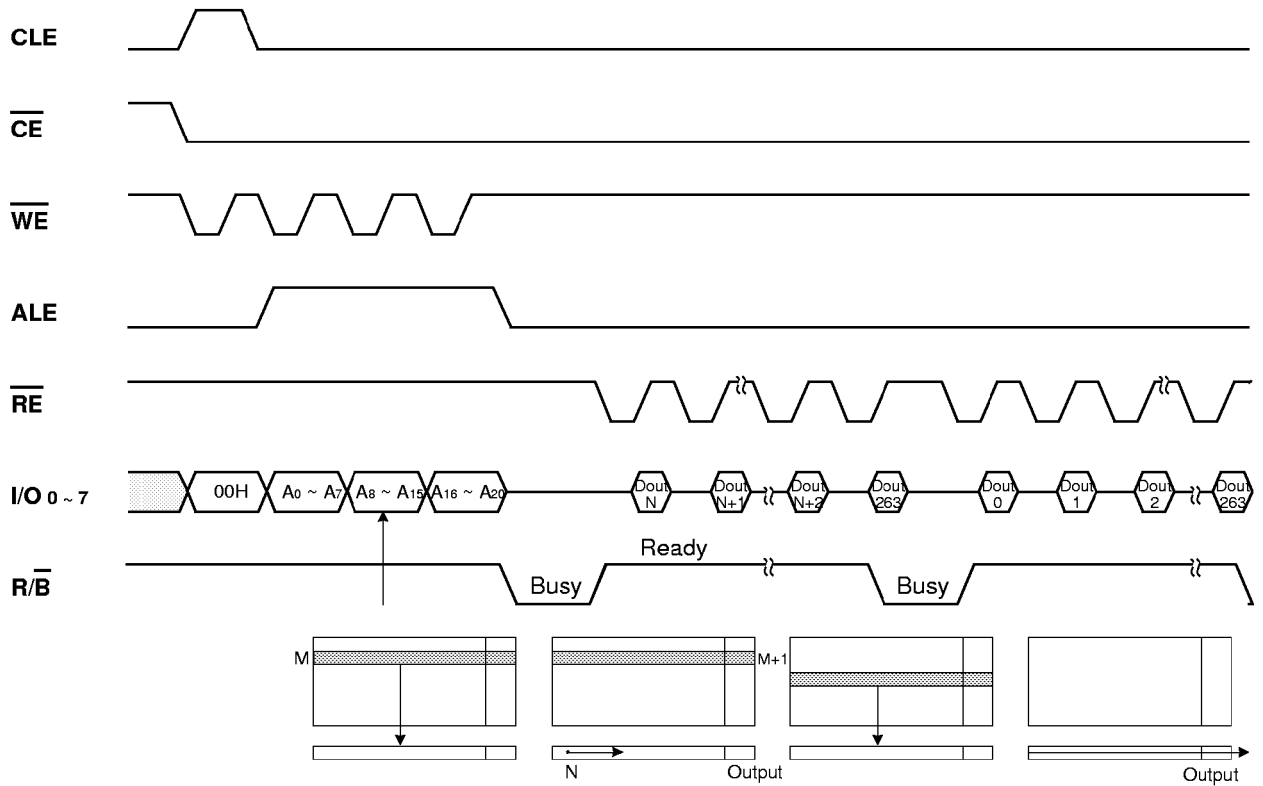 CLE
CE
WE
ALE
RE
I/O 0 ~ 7
00H
A0 ~ A7
A8 ~ A15
A16 ~ A20
Dout
N
Dout
N+1
Dout
N+2
Dout
263
Dout
0
Dout
1
Dout
2
Dout
263
R/B
Busy
Ready
Busy
M
M+1
N
Output
Output